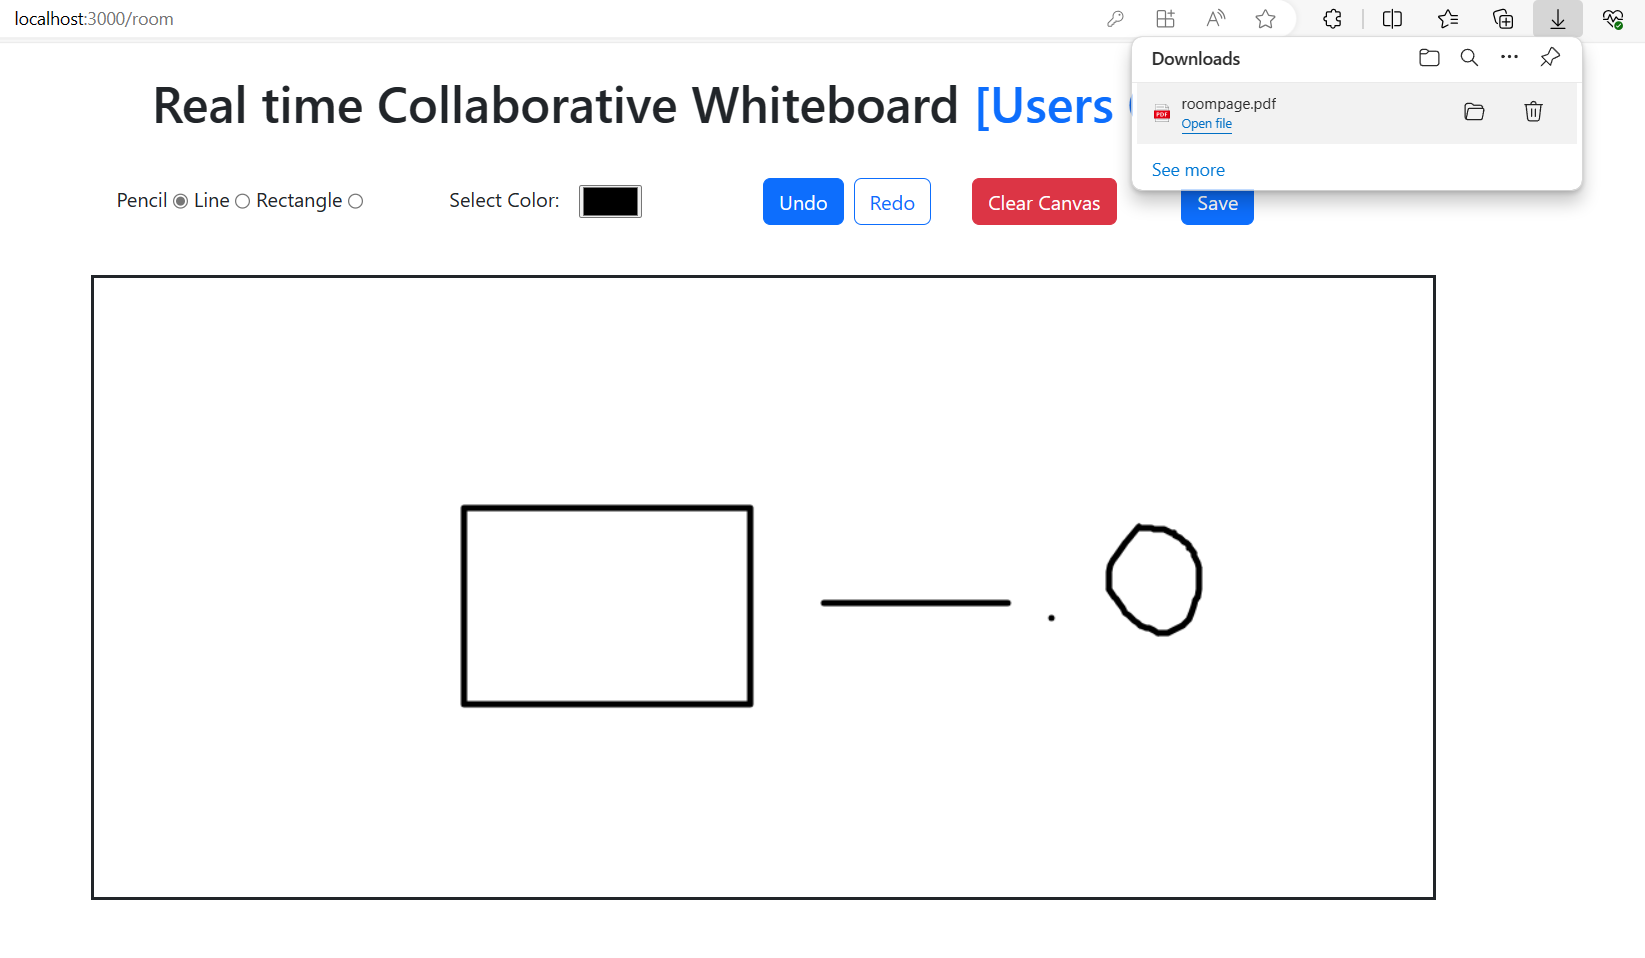 localhost:3000/room
Downloads
roompage.pdf
Open file
See more
Real time Collaborative Whiteboard [Users
Pencil Line Rectangle Select Color: Undo Redo Clear Canvas Save